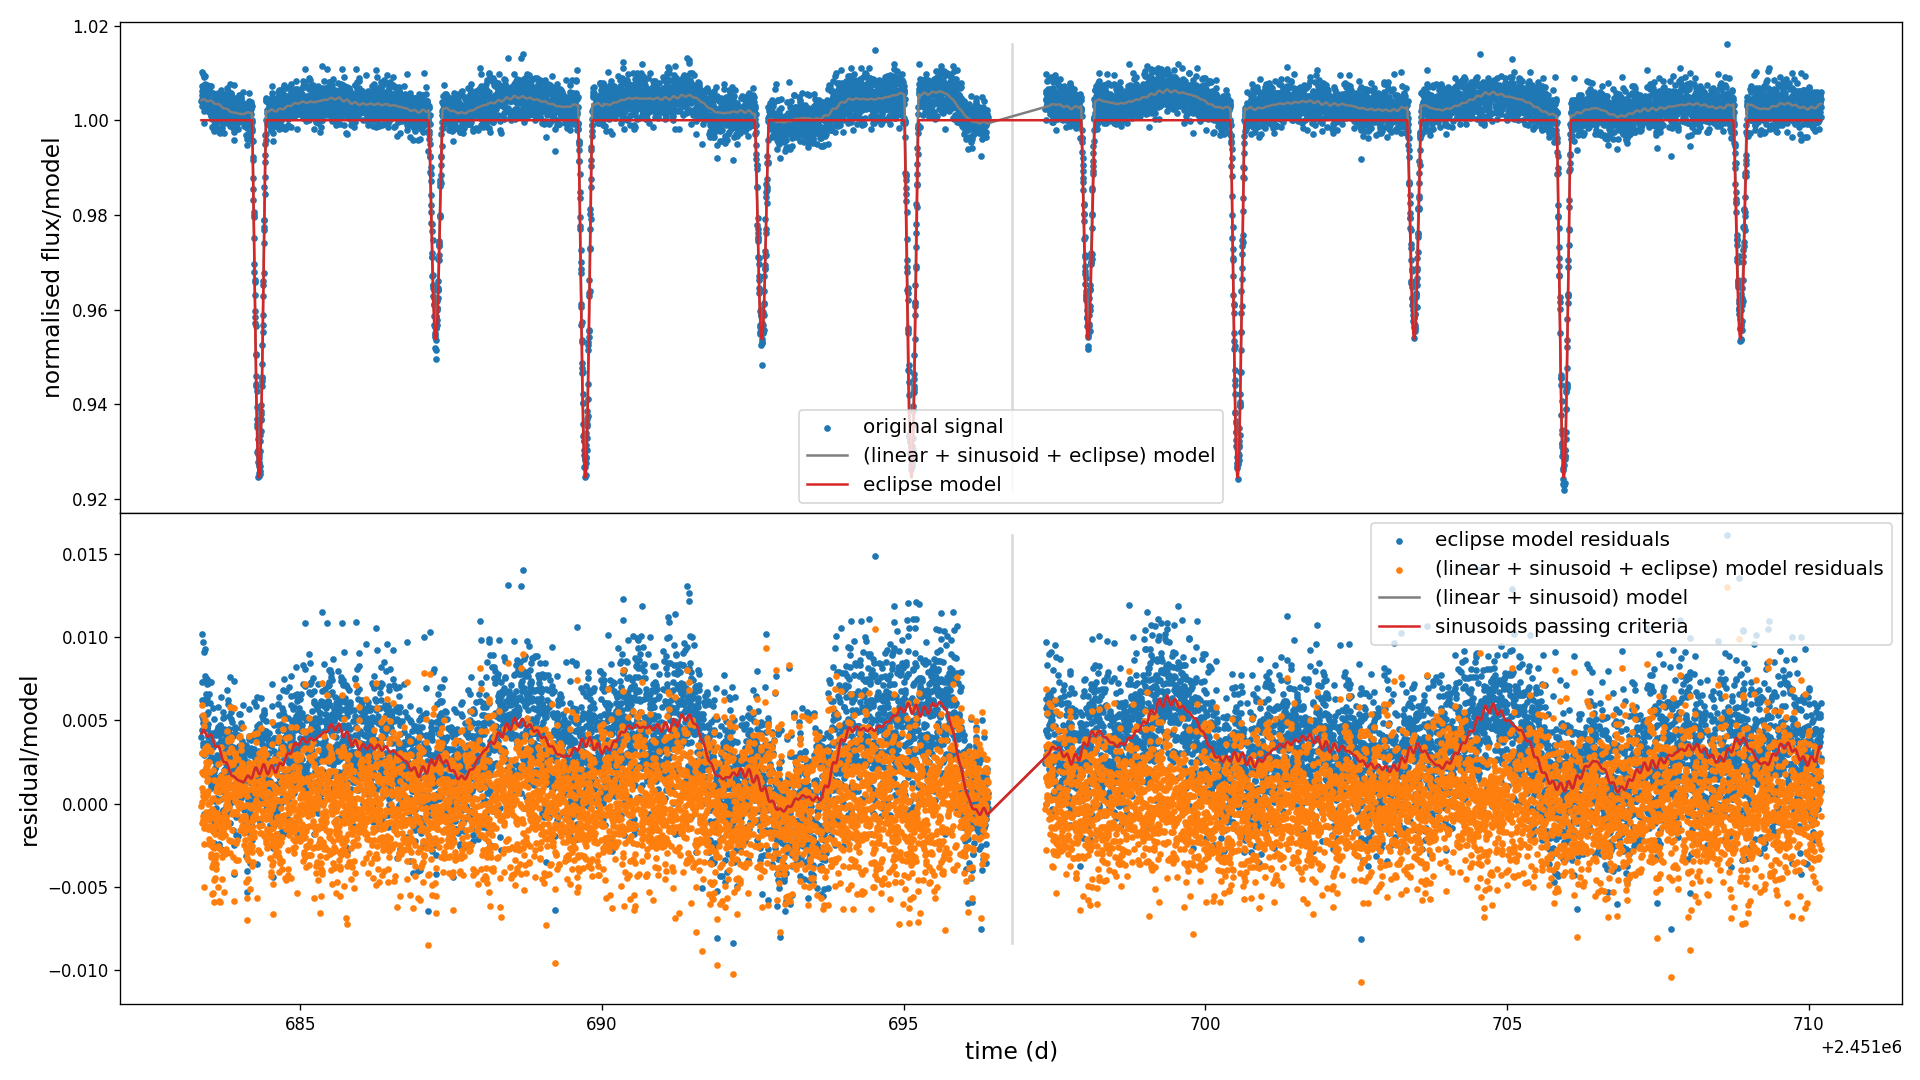 1.02
1.00
0.98
0.96
0.94
0.92
normalised flux/model
original signal
(linear + sinusoid + eclipse) model
eclipse model
0.015
0.010
0.005
0.000
−0.005
−0.010
residual/model
eclipse model residuals
(linear + sinusoid + eclipse) model residuals
(linear + sinusoid) model
sinusoids passing criteria
685
690
695
700
705
710
time (d)
+2.451e6